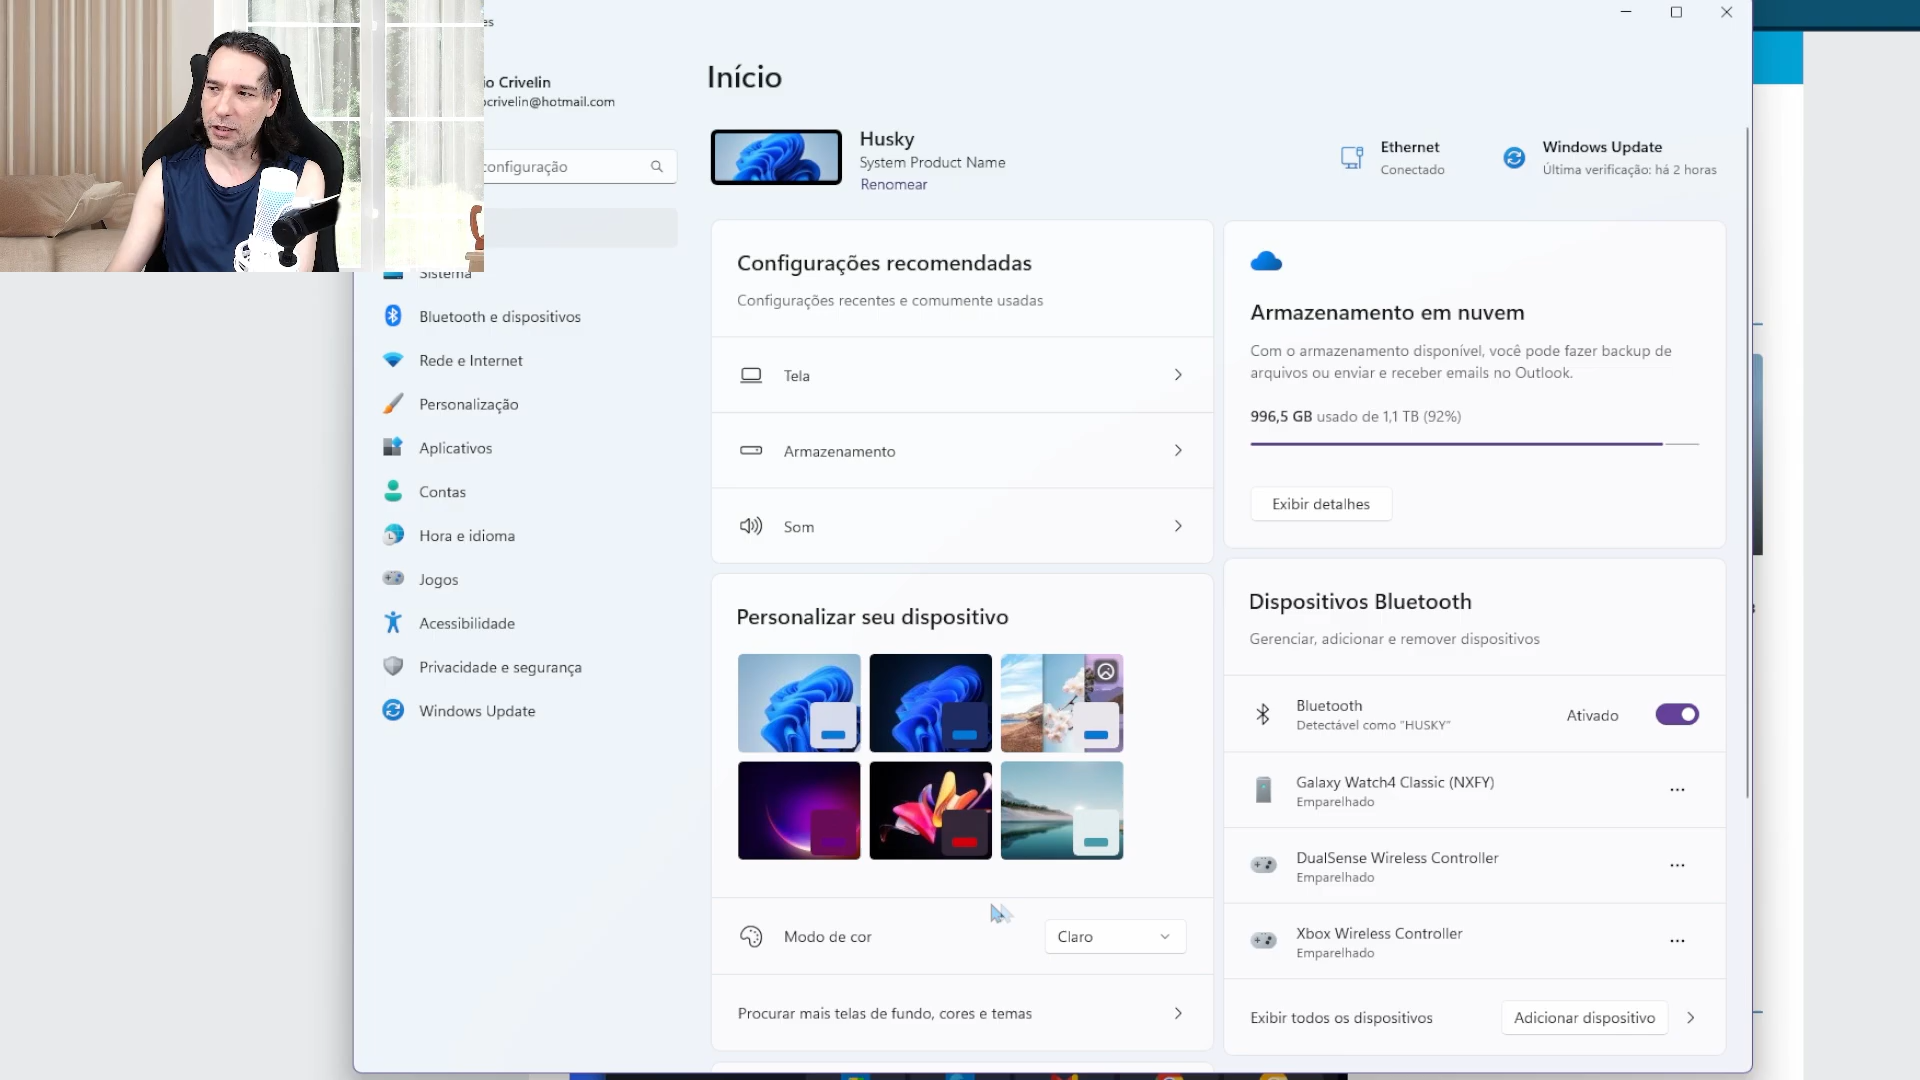 es
io Crivelin
ocrivelin@hotmail.com
configuração
Sistema
Bluetooth e dispositivos
Rede e Internet
Personalização
Aplicativos
Contas
Hora e idioma
Jogos
Acessibilidade
Privacidade e segurança
Windows Update
Início
Husky
System Product Name
Renomear
Ethernet
Conectado
Windows Update
Última verificação: há 2 horas
Configurações recomendadas
Configurações recentes e comumente usadas
Tela
Armazenamento
Som
Personalizar seu dispositivo
Modo de cor
Claro
Procurar mais telas de fundo, cores e temas
Armazenamento em nuvem
Com o armazenamento disponível, você pode fazer backup de
arquivos ou enviar e receber emails no Outlook.
996,5 GB usado de 1,1 TB (92%)
Exibir detalhes
Dispositivos Bluetooth
Gerenciar, adicionar e remover dispositivos
Bluetooth
Detectável como "HUSKY"
Ativado
Galaxy Watch4 Classic (NXFY)
Emparelhado
DualSense Wireless Controller
Emparelhado
Xbox Wireless Controller
Emparelhado
Exibir todos os dispositivos
Adicionar dispositivo